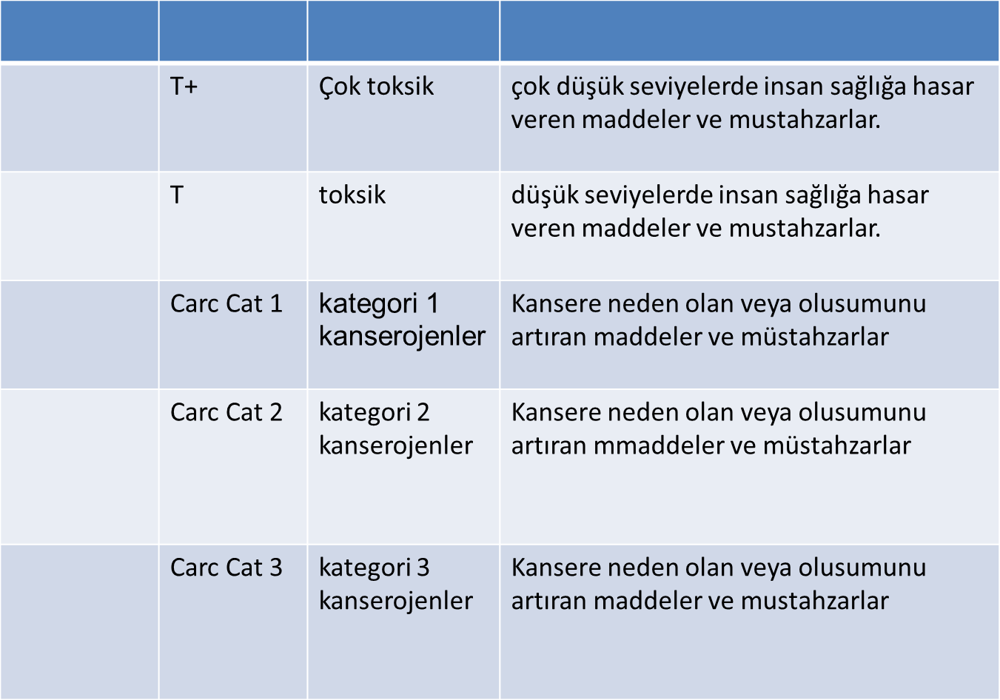 T+ Çok toksik çok düşük seviyelerde insan sağlığa hasar
veren maddeler ve mustahzarlar.
T toksik düşük seviyelerde insan sağlığa hasar
veren maddeler ve mustahzarlar.
Carc Cat 1 kategori 1 Kansere neden olan veya olusumunu
kanserojenler artıran maddeler ve müstahzarlar
Carc Cat 2 kategori 2 Kansere neden olan veya olusumunu
kanserojenler artıran mmaddeler ve müstahzarlar
Carc Cat 3 kategori 3 Kansere neden olan veya olusumunu
kanserojenler artıran maddeler ve mustahzarlar